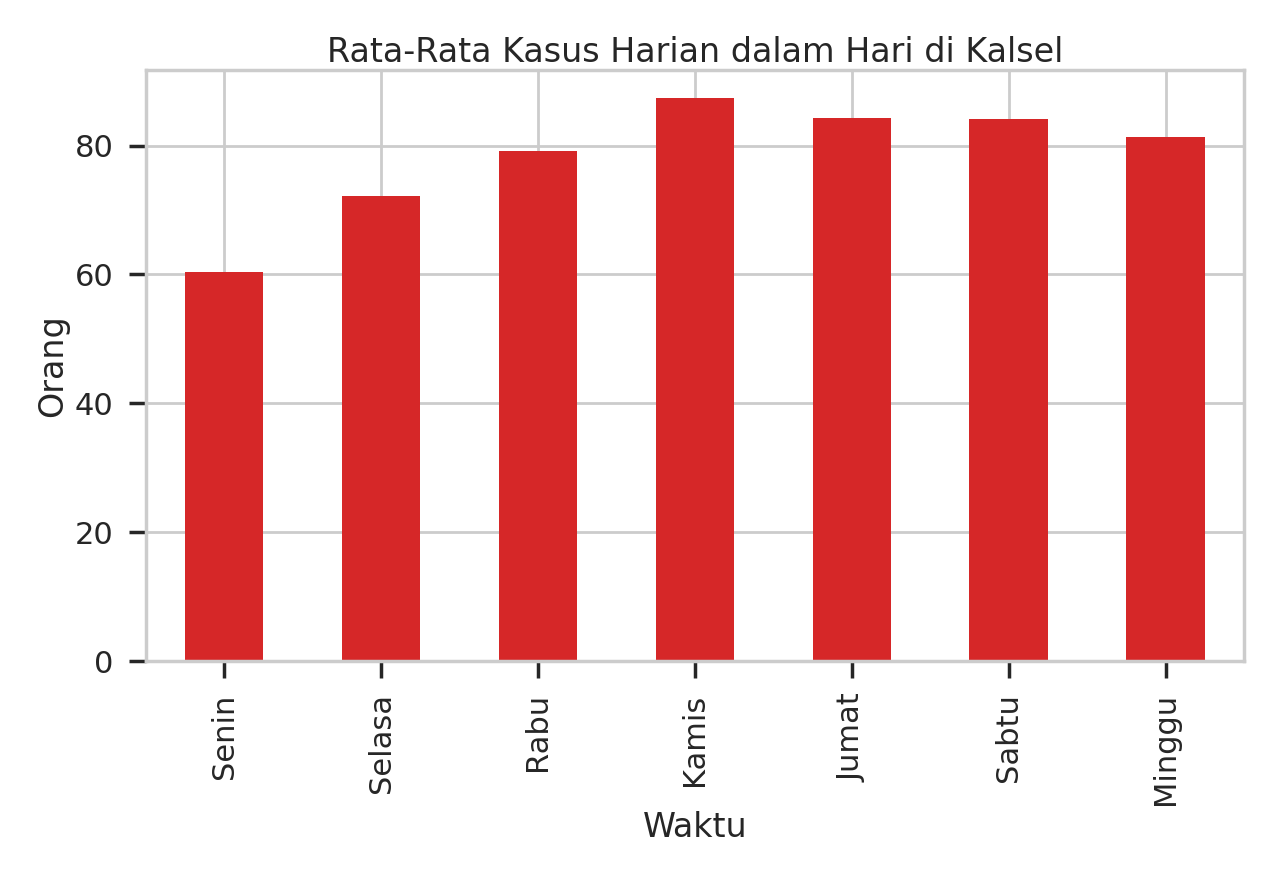 Rata-Rata Kasus Harian dalam Hari di Kalsel
Orang
80
60
40
20
0
Senin
Selasa
Rabu
Kamis
Jumat
Sabtu
Minggu
Waktu